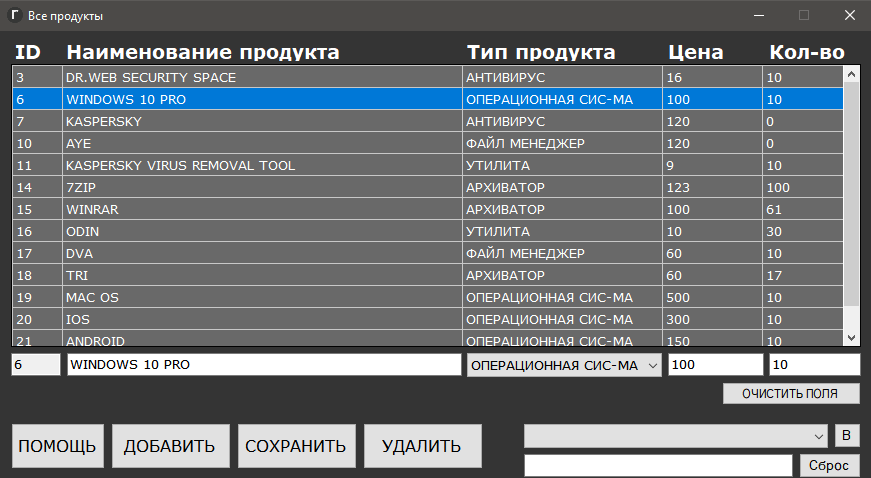 Г Все продукты
ID Наименование продукта Тип продукта Цена Кол-во
3 DR.WEB SECURITY SPACE АНТИВИРУС 16 10
6 WINDOWS 10 PRO ОПЕРАЦИОННАЯ СИС-МА 100 10
7 KASPERSKY АНТИВИРУС 120 0
10 AYE ФАЙЛ МЕНЕДЖЕР 120 0
11 KASPERSKY VIRUS REMOVAL TOOL УТИЛИТА 9 10
14 7ZIP АРХИВАТОР 123 100
15 WINRAR АРХИВАТОР 100 61
16 ODIN УТИЛИТА 10 30
17 DVA ФАЙЛ МЕНЕДЖЕР 60 10
18 TRI АРХИВАТОР 60 17
19 MAC OS ОПЕРАЦИОННАЯ СИС-МА 500 10
20 IOS ОПЕРАЦИОННАЯ СИС-МА 300 10
21 ANDROID ОПЕРАЦИОННАЯ СИС-МА 150 10
6 WINDOWS 10 PRO ОПЕРАЦИОННАЯ СИС-МА 100 10
ОЧИСТИТЬ ПОЛЯ
ПОМОЩЬ ДОБАВИТЬ СОХРАНИТЬ УДАЛИТЬ В
Сброс